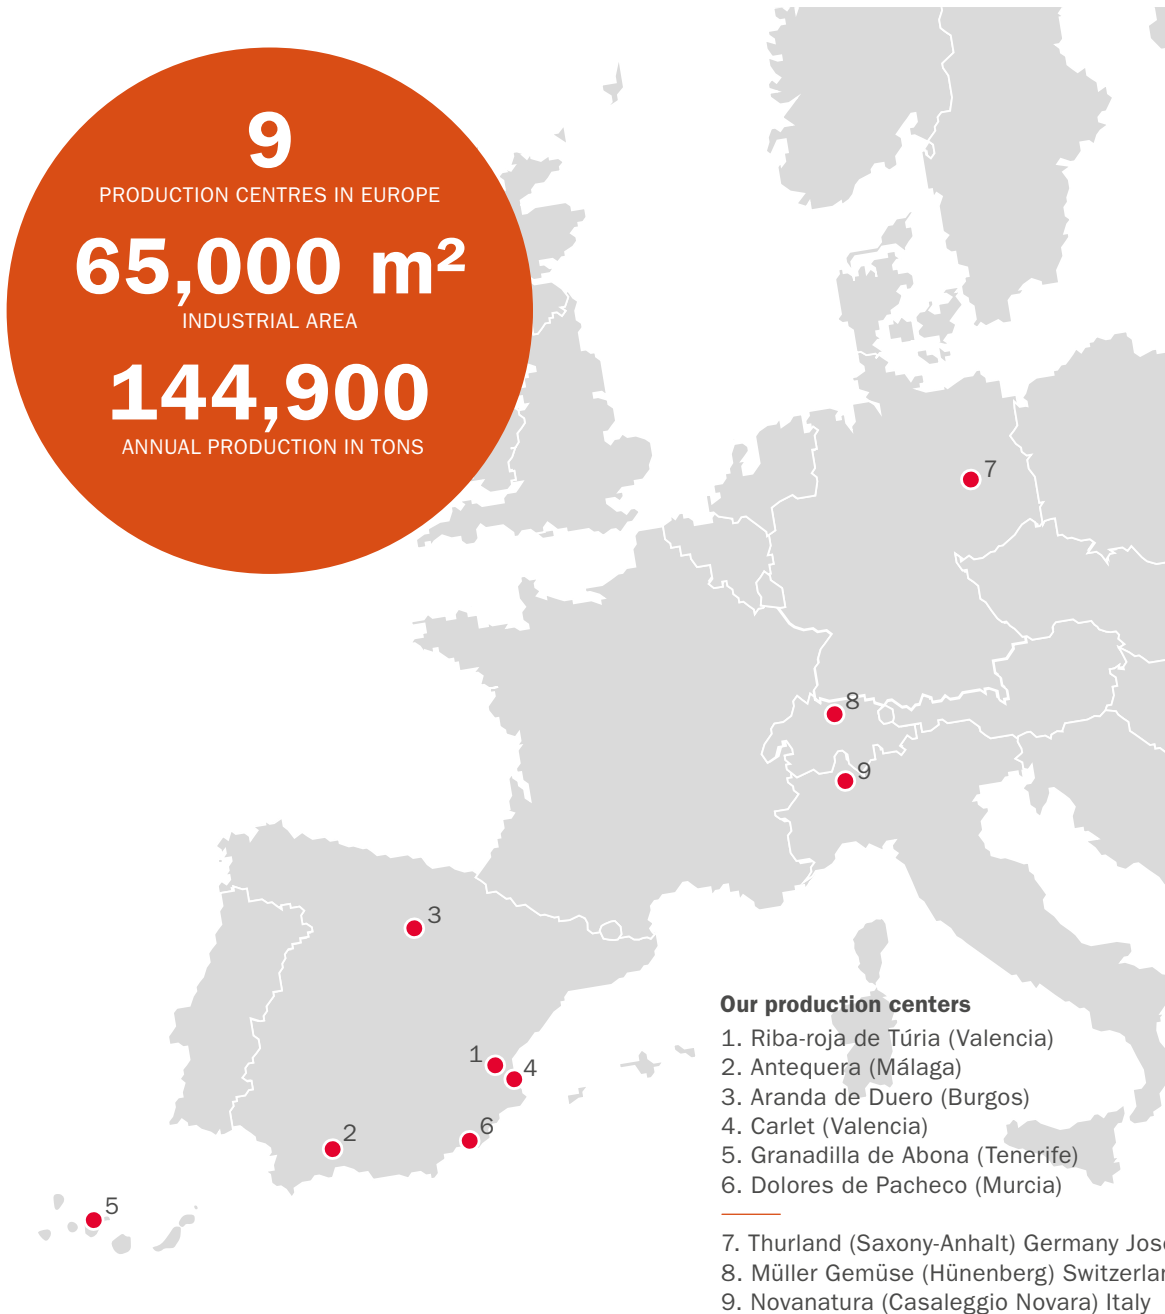 9
PRODUCTION CENTRES IN EUROPE
65,000 m²
INDUSTRIAL AREA
144,900
ANNUAL PRODUCTION IN TONS
7
8
9
3
1
4
6
2
5
Our production centers
1. Riba-roja de Túria (Valencia)
2. Antequera (Málaga)
3. Aranda de Duero (Burgos)
4. Carlet (Valencia)
5. Granadilla de Abona (Tenerife)
6. Dolores de Pacheco (Murcia)
7. Thurland (Saxony-Anhalt) Germany
8. Müller Gemüse (Hünenberg)
9. Novanatura (Casaleggio Novara) Italy